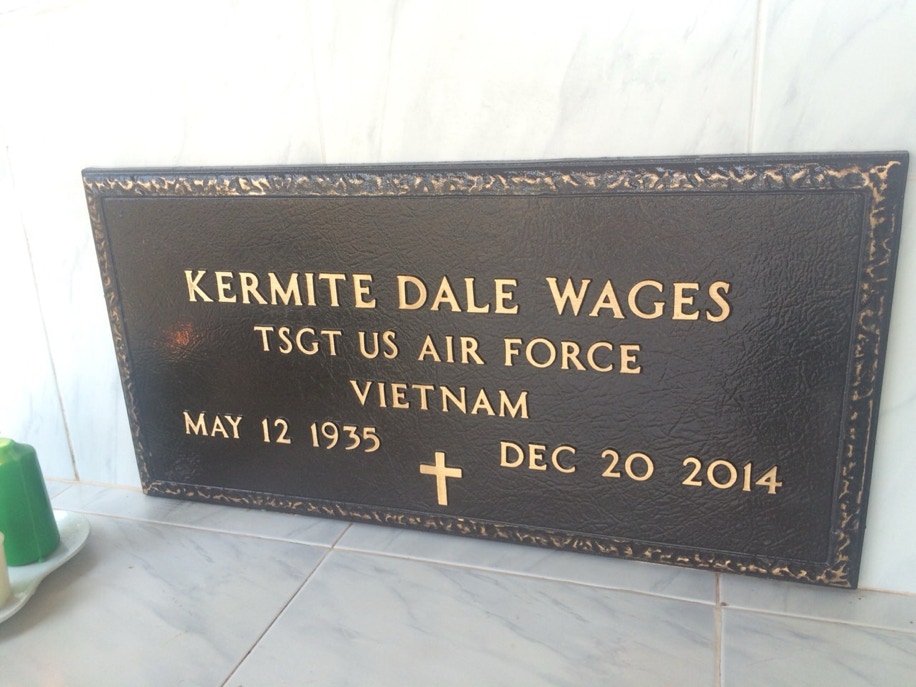 KERMITE DALE WAGES
TSGT US AIR FORCE
VIETNAM
MAY 12 1935 DEC 20 2014